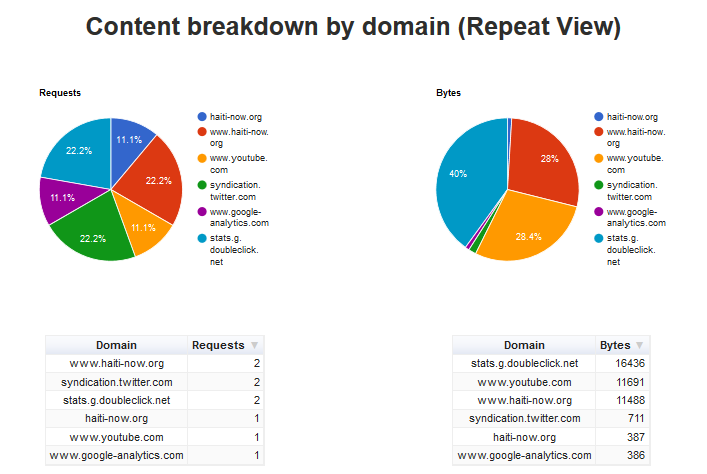 Content breakdown by domain (Repeat View)
Requests
11.1%
22.2%
11.1%
22.2%
11.1%
22.2%
haiti-now.org
www.haiti-now.
org
www.youtube.
com
syndication.
twitter.com
www.google-
analytics.com
stats.g.
doubleclick.
net
Bytes
28%
28.4%
40%
haiti-now.org
www.haiti-now.
org
www.youtube.
com
syndication.
twitter.com
www.google-
analytics.com
stats.g.
doubleclick.
net
Domain Requests
www.haiti-now.org 2
syndication.twitter.com 2
stats.g.doubleclick.net 2
haiti-now.org 1
www.youtube.com 1
www.google-analytics.com 1
Domain Bytes
stats.g.doubleclick.net 16436
www.youtube.com 11691
www.haiti-now.org 11488
syndication.twitter.com 711
haiti-now.org 387
www.google-analytics.com 386